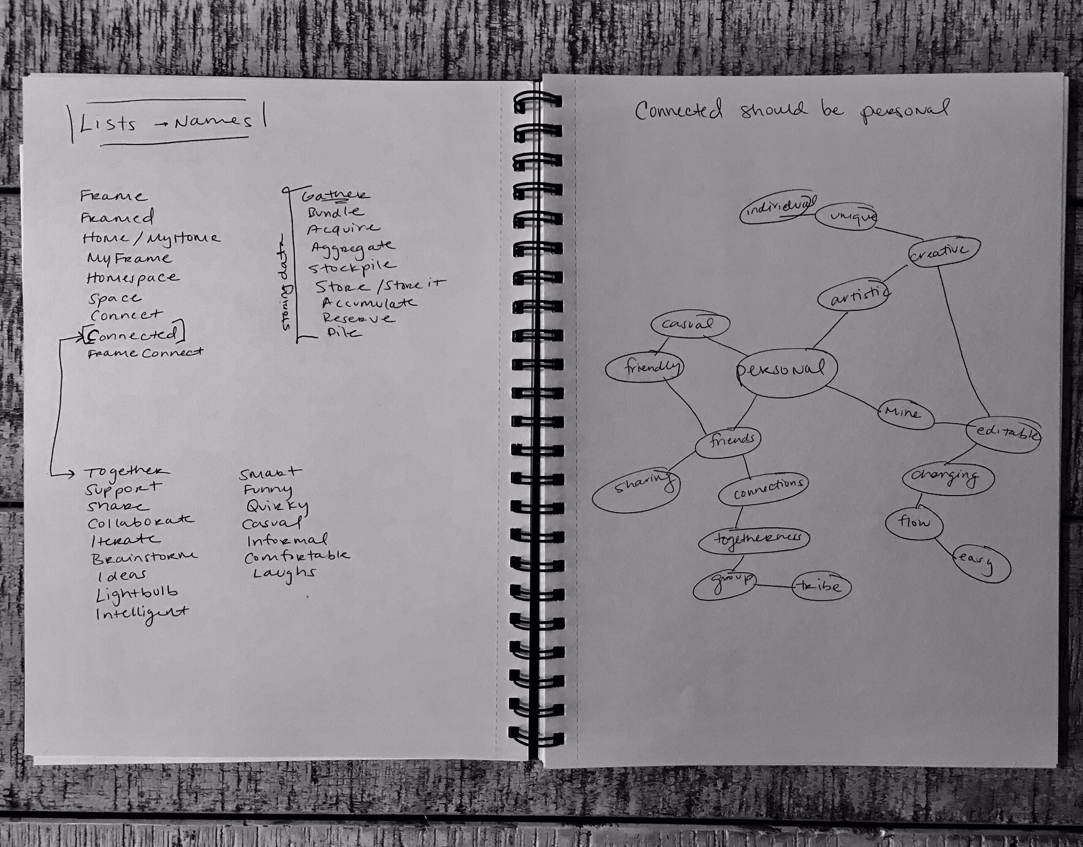 Lists → Names
Frame
Framed
Home / MyHome
MyFrame
Homespace
Space
Connect
[Connected]
Frame Connect
Gather
Bundle
Acquire
Aggregate
Stockpile
Store / Store it
Accumulate
Reserve
Pile
Together
Support
Share
Collaborate
Iterate
Brainstorm
Ideas
Lightbulb
Intelligent
Smart
Funny
Quirky
Casual
Informal
Comfortable
Laughs
Connected should be personal
individual
unique
creative
artistic
casual
friendly
personal
Mine
editable
friends
changing
sharing
connections
flow
togetherness
easy
group
tribe